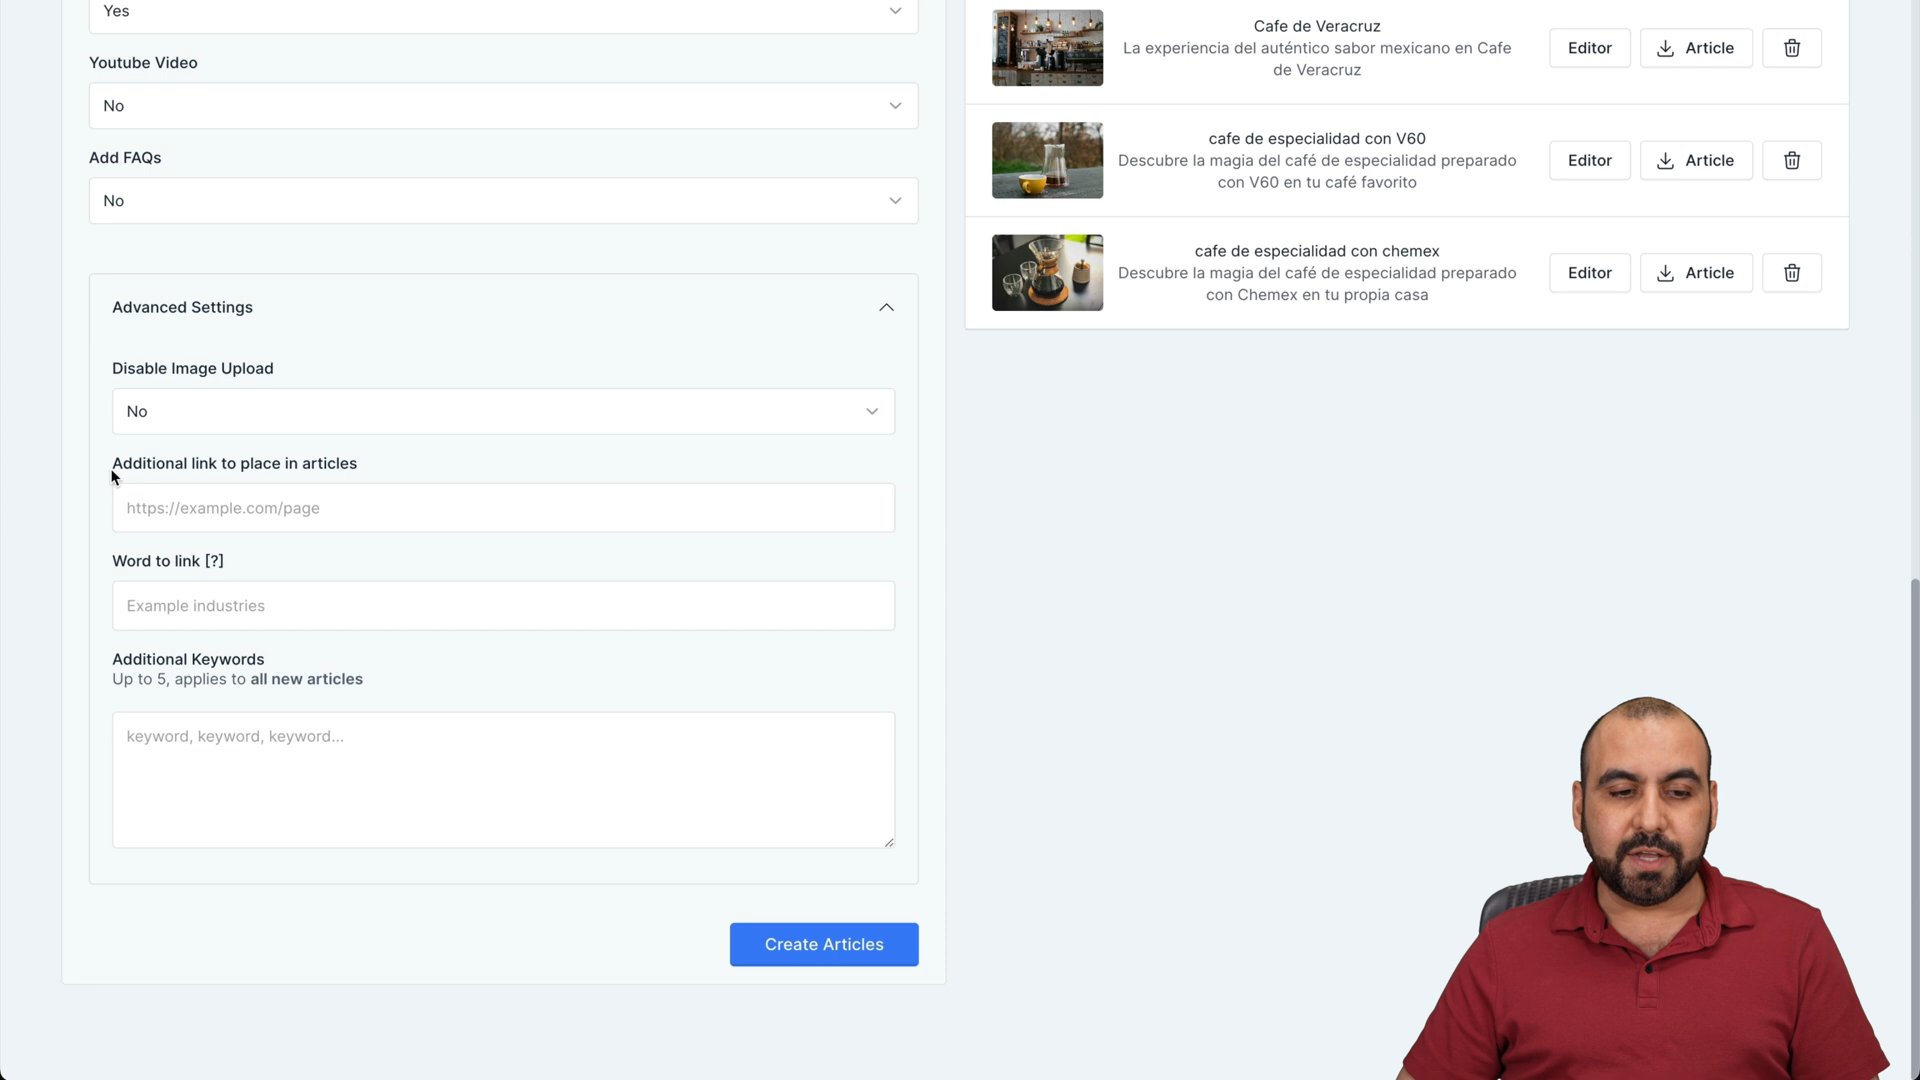 Yes
Youtube Video
No
Add FAQs
No
Advanced Settings
Disable Image Upload
No
Additional link to place in articles
https://example.com/page
Word to link [?]
Example industries
Additional Keywords
Up to 5, applies to all new articles
keyword, keyword, keyword...
Create Articles
Cafe de Veracruz
La experiencia del auténtico sabor mexicano en Cafe
de Veracruz
Editor
Article
cafe de especialidad con V60
Descubre la magia del café de especialidad preparado
con V60 en tu café favorito
Editor
Article
cafe de especialidad con chemex
Descubre la magia del café de especialidad preparado
con Chemex en tu propia casa
Editor
Article